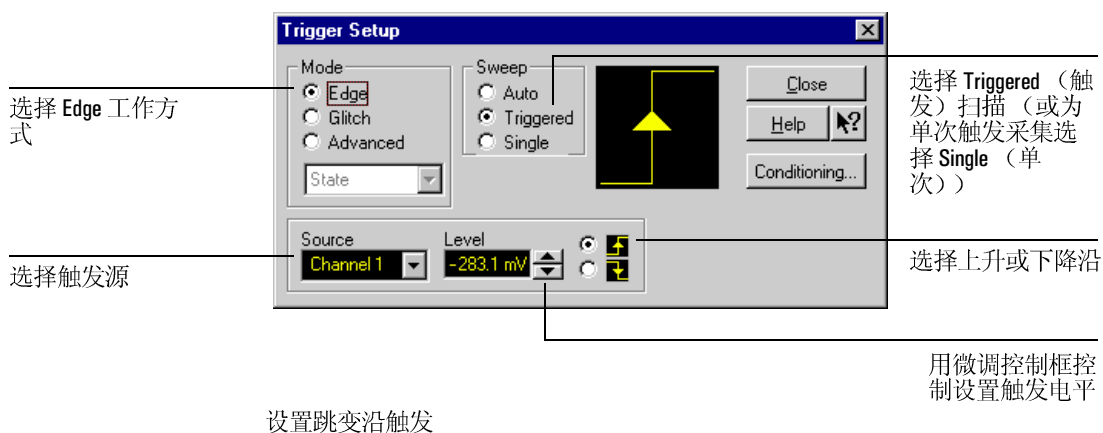 Trigger Setup
Mode
Edge
Glitch
Advanced
State
Sweep
Auto
Triggered
Single
Close
Help
Conditioning...
Source
Channel 1
Level
-283.1 mV
选择 Edge 工作方
式
选择触发源
选择 Triggered （触
发）扫描 （或为
单次触发采集选
择 Single （单
次））
选择上升或下降沿
用微调控制框控
制设置触发电平
设置跳变沿触发